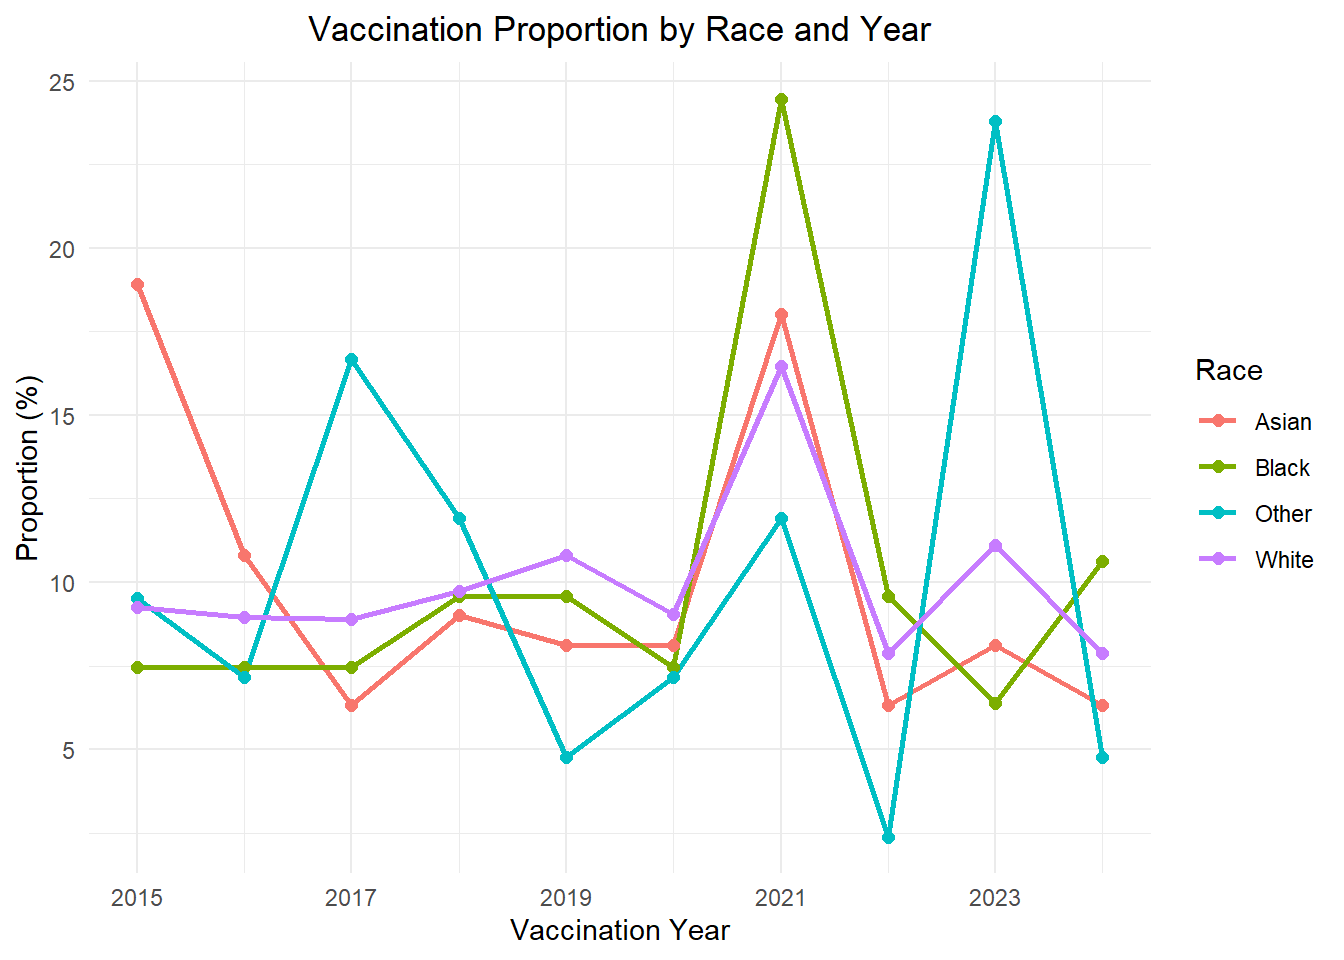 Vaccination Proportion by Race and Year
25
20
15
10
5
Proportion (%)
2015 2017 2019 2021 2023
Vaccination Year
Race
Asian
Black
Other
White